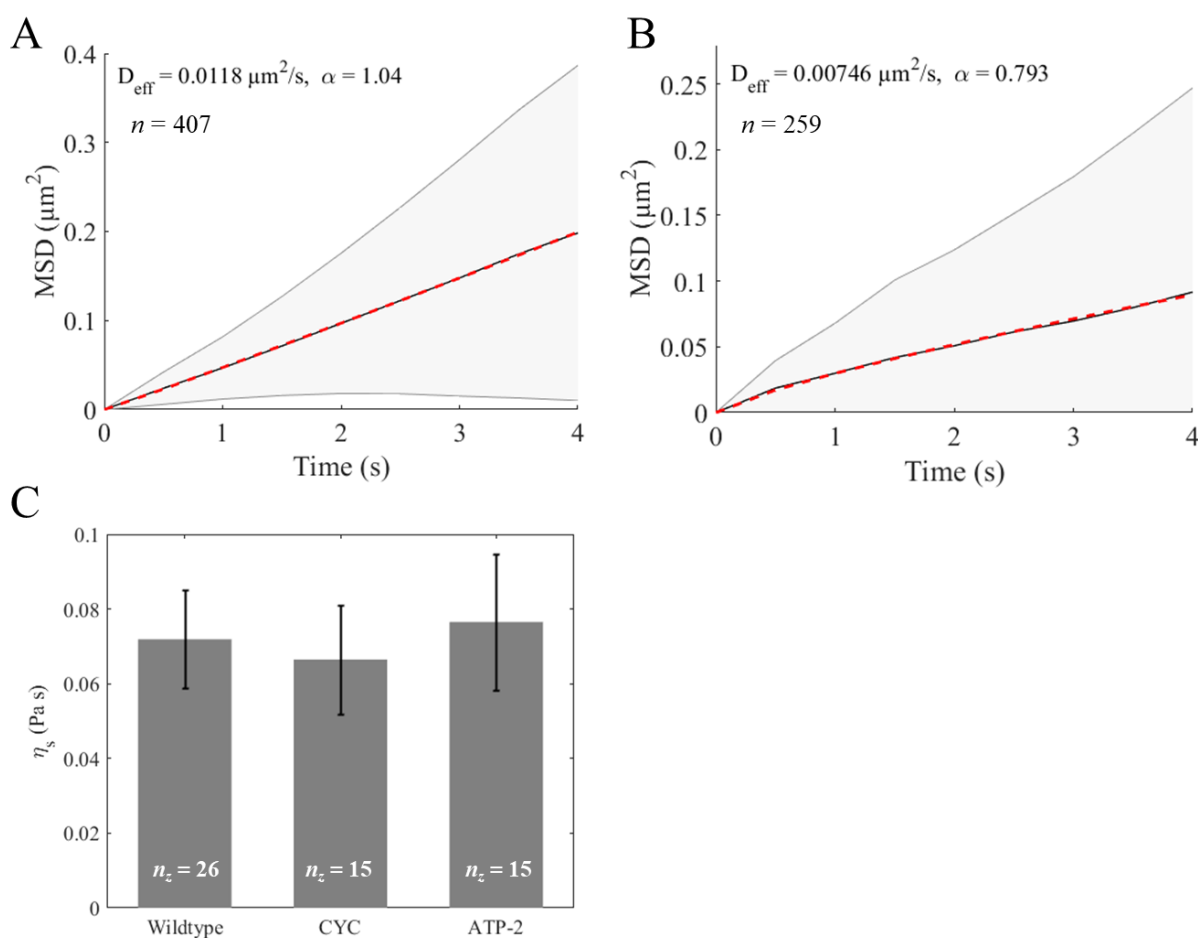 A
D_eff = 0.0118 μm²/s, α = 1.04
n = 407
MSD (μm²)
0.4
0.3
0.2
0.1
0
0 1 2 3 4
Time (s)
B
D_eff = 0.00746 μm²/s, α = 0.793
n = 259
MSD (μm²)
0.25
0.2
0.15
0.1
0.05
0
0 1 2 3 4
Time (s)
C
η_s (Pa s)
0.1
0.08
0.06
0.04
0.02
0
n_z = 26 n_z = 15 n_z = 15
Wildtype CYC ATP-2